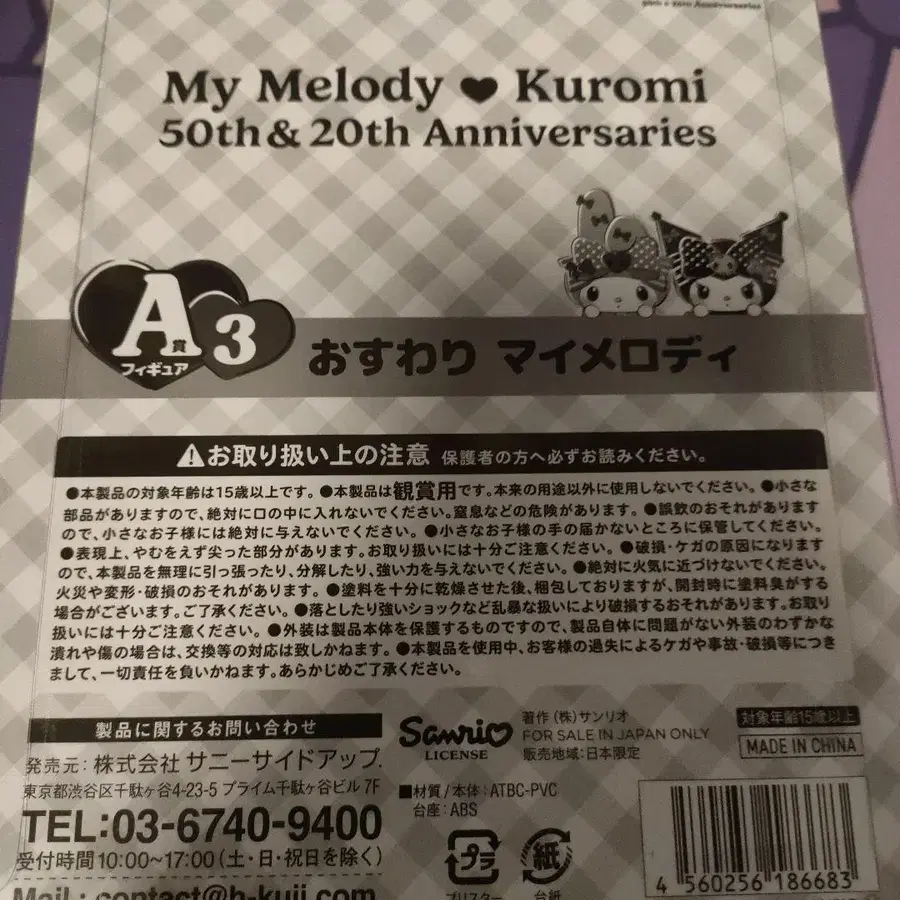 My Melody ♥ Kuromi
50th & 20th Anniversaries
A賞 3
フィギュア
おすわり マイメロディ
⚠お取り扱い上の注意 保護者の方へ必ずお読みください。
●本製品の対象年齢は15歳以上です。●本製品は観賞用です。本来の用途以外に使用しないでください。●小さな
部品がありますので、絶対に口の中に入れないでください。窒息などの危険があります。●誤飲のおそれがあります
ので、小さなお子様には絶対に与えないでください。●小さなお子様の手の届かないところに保管してください。
●表現上、やむをえず尖った部分があります。お取り扱いには十分ご注意ください。●破損・ケガの原因になります
ので、本製品を無理に引っ張ったり、分解したり、強い力を与えないでください。●絶対に火気に近づけないでください。
火災や変形・破損のおそれがあります。●塗料を十分に乾燥させた後、梱包しておりますが、開封時に塗料臭がする
場合がございます。ご了承ください。●落としたり強いショックなど乱暴な扱いにより破損するおそれがあります。お取り
扱いには十分ご注意ください。●外装は製品本体を保護するものですので、製品自体に問題がない外装のわずかな
潰れや傷の場合は、交換等の対応は致しかねます。●本製品を使用中、お客様の過失によるケガや事故・破損等につき
まして、一切責任を負いかねます。あらかじめご了承ください。
製品に関するお問い合わせ
発売元：株式会社 サニーサイドアップ
東京都渋谷区千駄ヶ谷4-23-5 プライム千駄ヶ谷ビル 7F
TEL:03-6740-9400
受付時間10:00〜17:00(土・日・祝日を除く)
Mail : contact@h-kuji.com
Sanrio
LICENSE
著作(株)サンリオ
FOR SALE IN JAPAN ONLY
販売地域:日本限定
対象年齢15歳以上
MADE IN CHINA
■材質/本体:ATBC-PVC
台座:ABS
プラ
紙
ブリスター
台紙
4 560256 186683